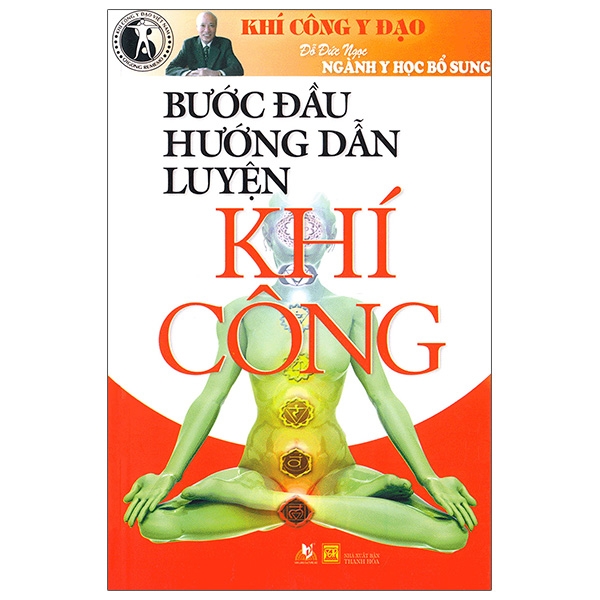 KHÍ CÔNG Y ĐẠO
Đỗ Đức Ngọc
NGÀNH Y HỌC BỔ SUNG
BƯỚC ĐẦU
HƯỚNG DẪN
LUYỆN
KHÍ
CÔNG
NHÀ XUẤT BẢN
THANH HÓA